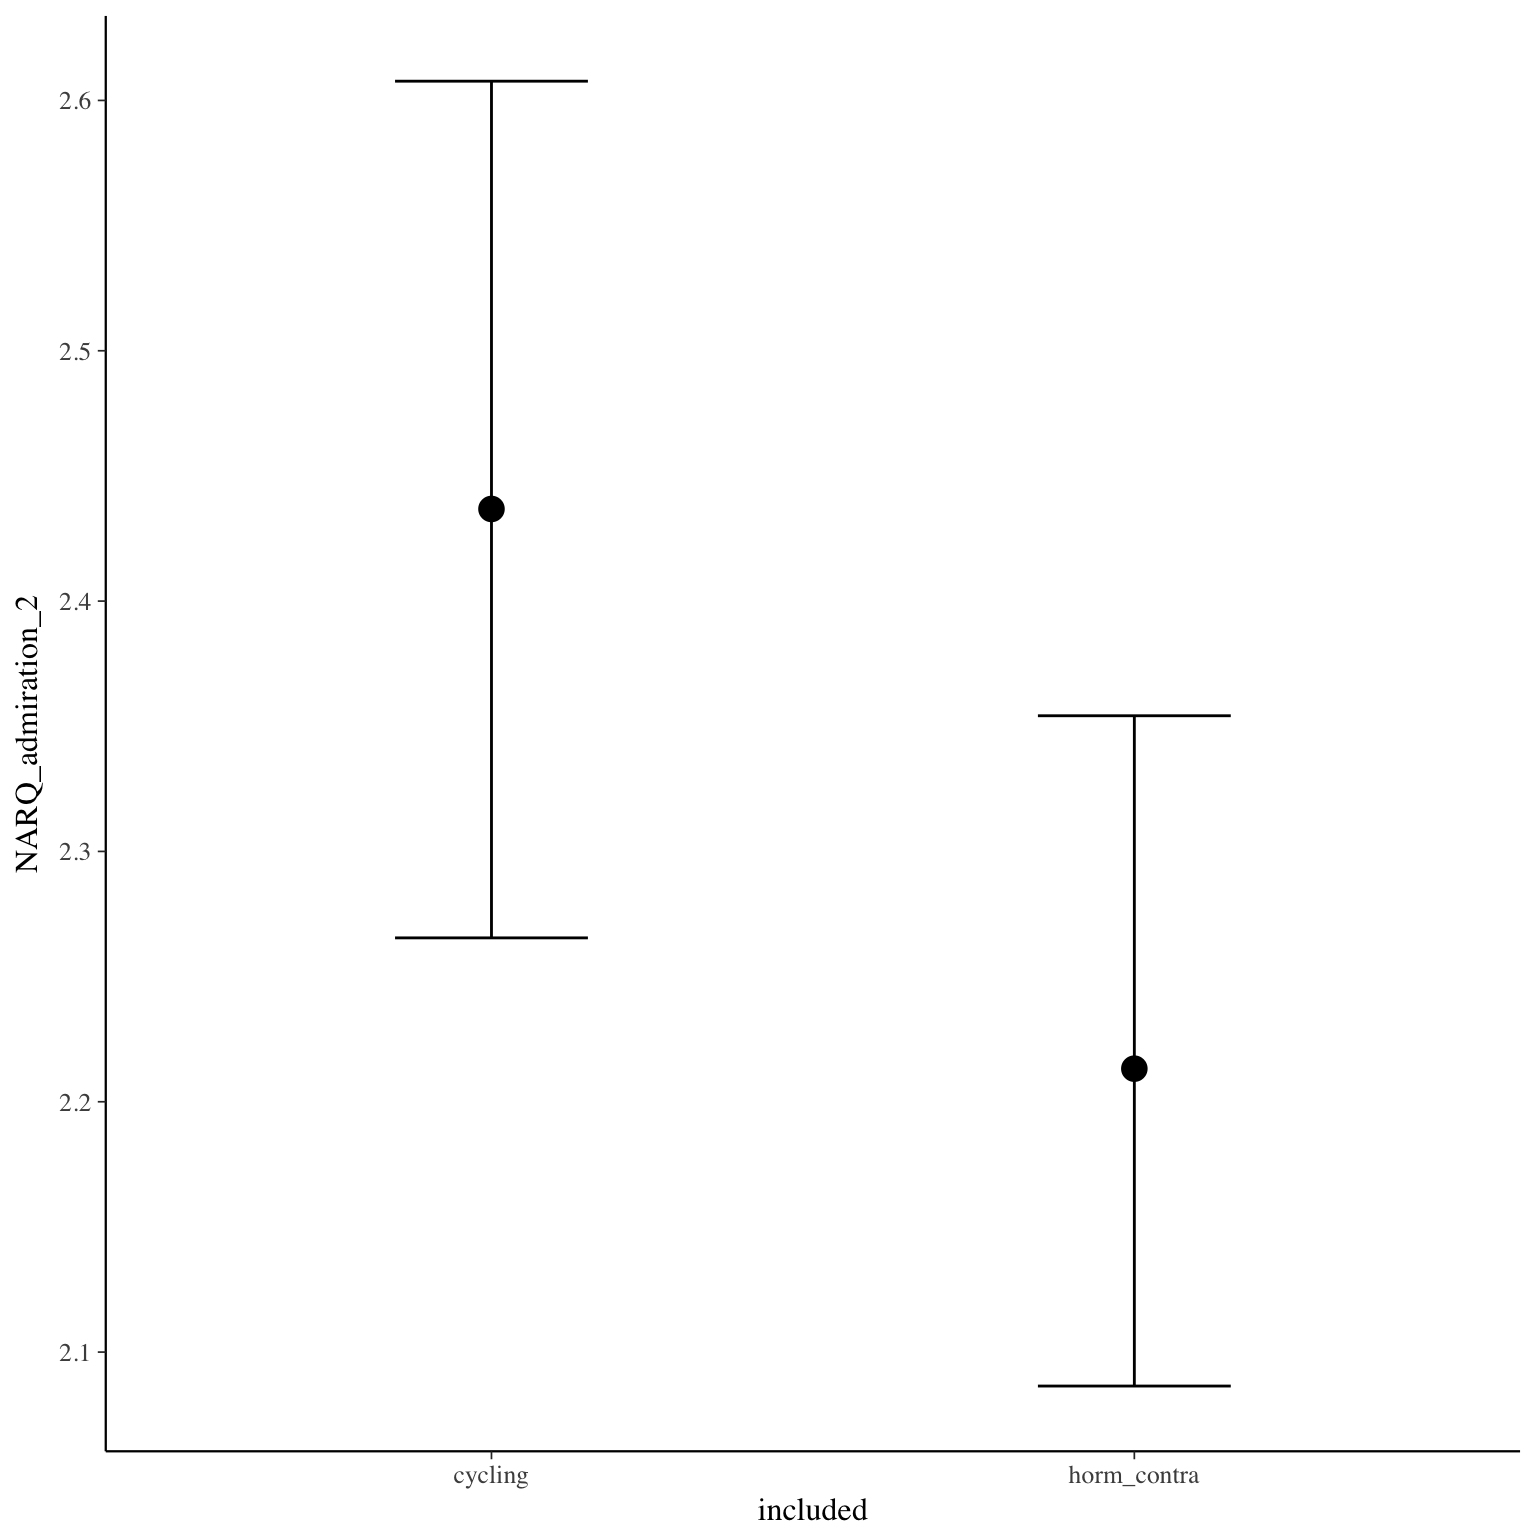 2.6
2.5
2.4
2.3
2.2
2.1
NARQ_admiration_2
cycling
horm_contra
included